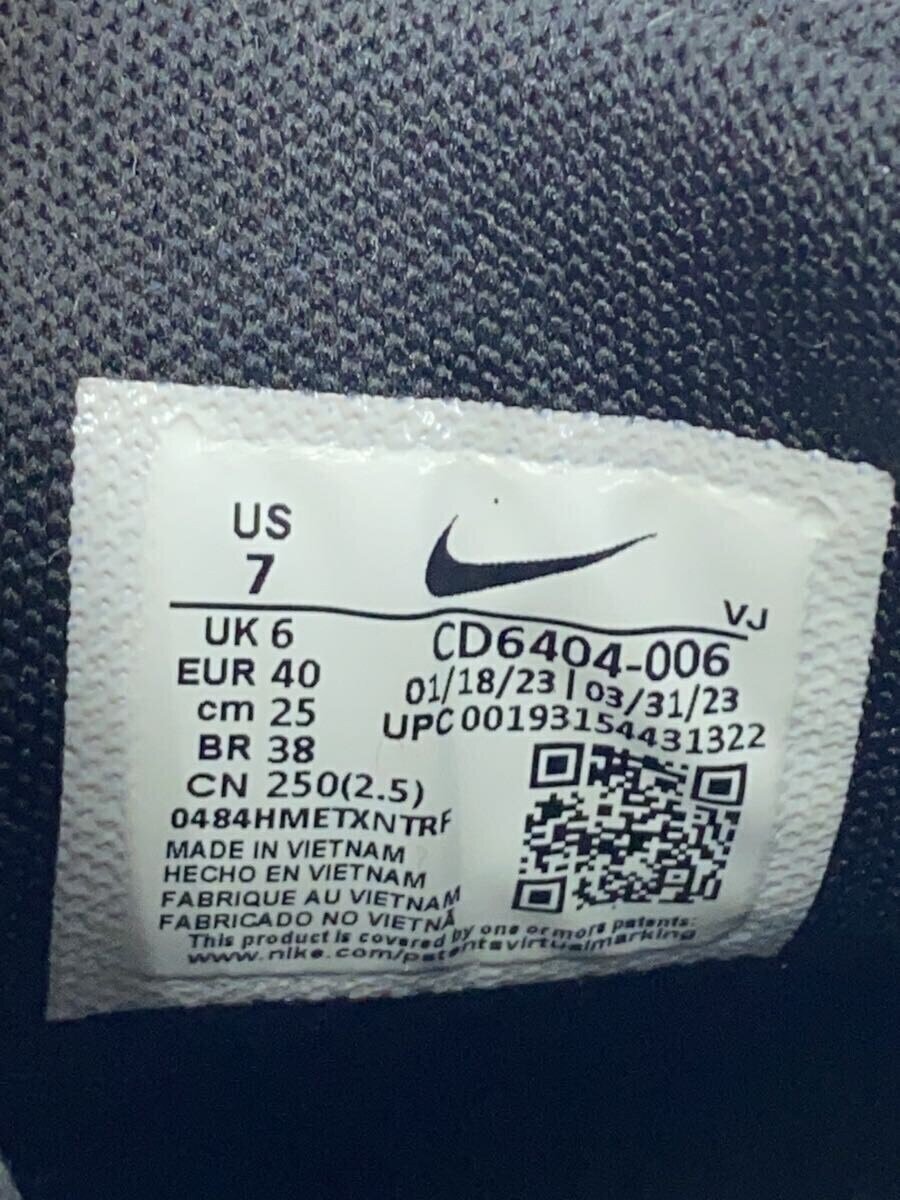 US
7
VJ
UK 6
EUR 40
cm 25
BR 38
CN 250(2.5)
CD6404-006
01/18/23 | 03/31/23
UPC 00193154431322
0484HMETXNTRF
MADE IN VIETNAM
HECHO EN VIETNAM
FABRIQUE AU VIETNAM
FABRICADO NO VIETNÃ
This product is covered by one or more patents:
www.nike.com/patentsvirtualmarking